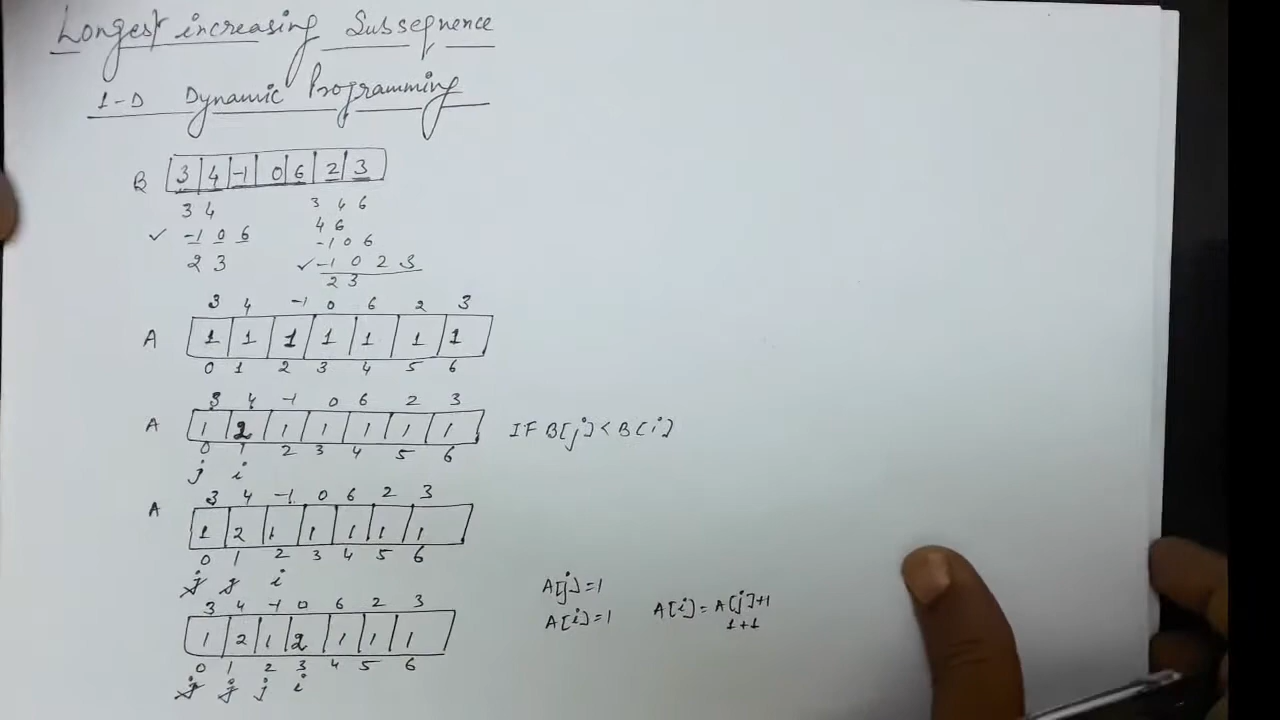 Longest increasing Subsequence
1-D Dynamic Programming
B 3 4 -1 0 6 2 3
3 4 3 4 6
4 6
✓ -1 0 6 -1 0 6
2 3 ✓ -1 0 2 3
2 3
3 4 -1 0 6 2 3
A 1 1 1 1 1 1 1
0 1 2 3 4 5 6
3 4 -1 0 6 2 3
A 1 2 1 1 1 1 1 IF B[j]<B[i]
0 1 2 3 4 5 6
j i
3 4 -1 0 6 2 3
A 1 2 1 1 1 1 1
0 1 2 3 4 5 6
j j i
A[j]=1
3 4 -1 0 6 2 3
A[i]=1 A[i]=A[j]+1
1+1
1 2 1 2 1 1 1
0 1 2 3 4 5 6
j j j i